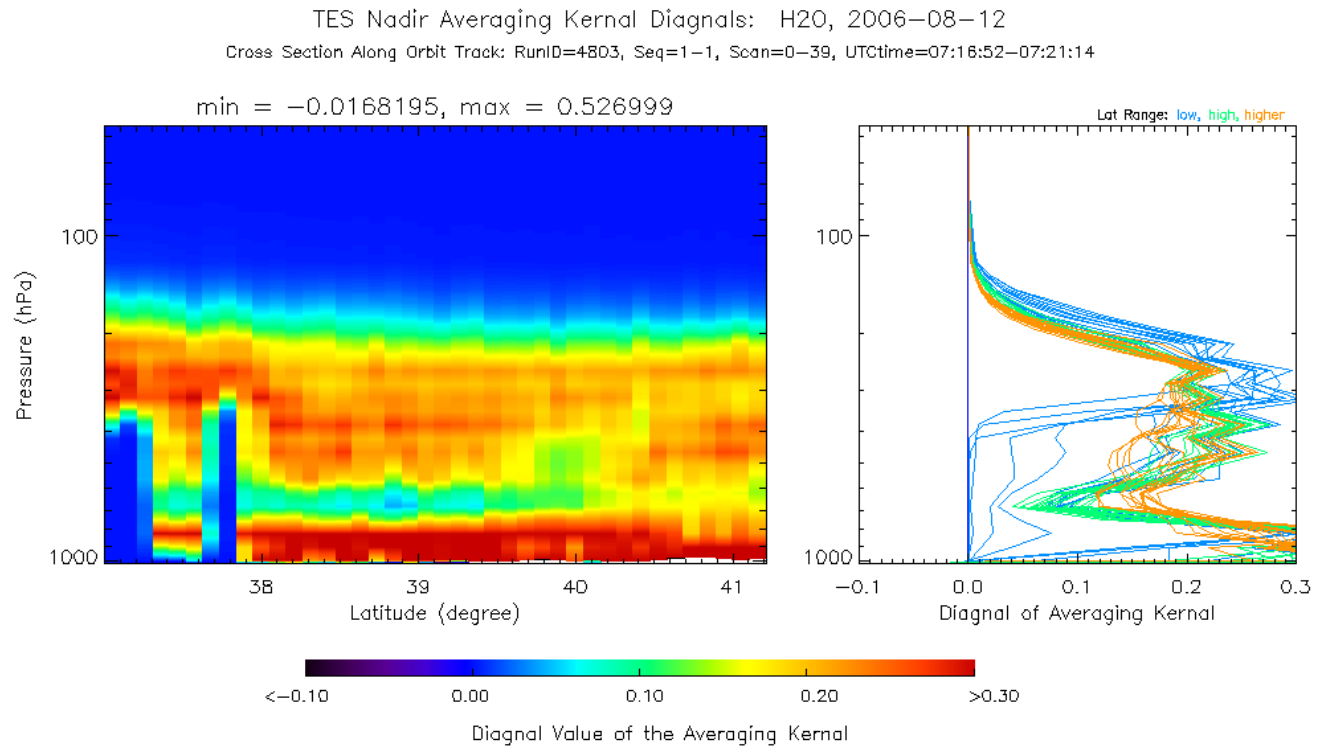 TES Nadir Averaging Kernel Diagnals: H2O, 2006-08-12
Cross Section Along Orbit Track: RunID=4803, Seq=1-1, Scan=0-39, UTCtime=07:16:52-07:21:14
min = -0.0168195, max = 0.526999
Lat Range: low, high, higher
100
1000
Pressure (hPa)
38 39 40 41
Latitude (degree)
100
1000
-0.1 0.0 0.1 0.2 0.3
Diagnal of Averaging Kernel
<-0.10 0.00 0.10 0.20 >0.30
Diagnal Value of the Averaging Kernel